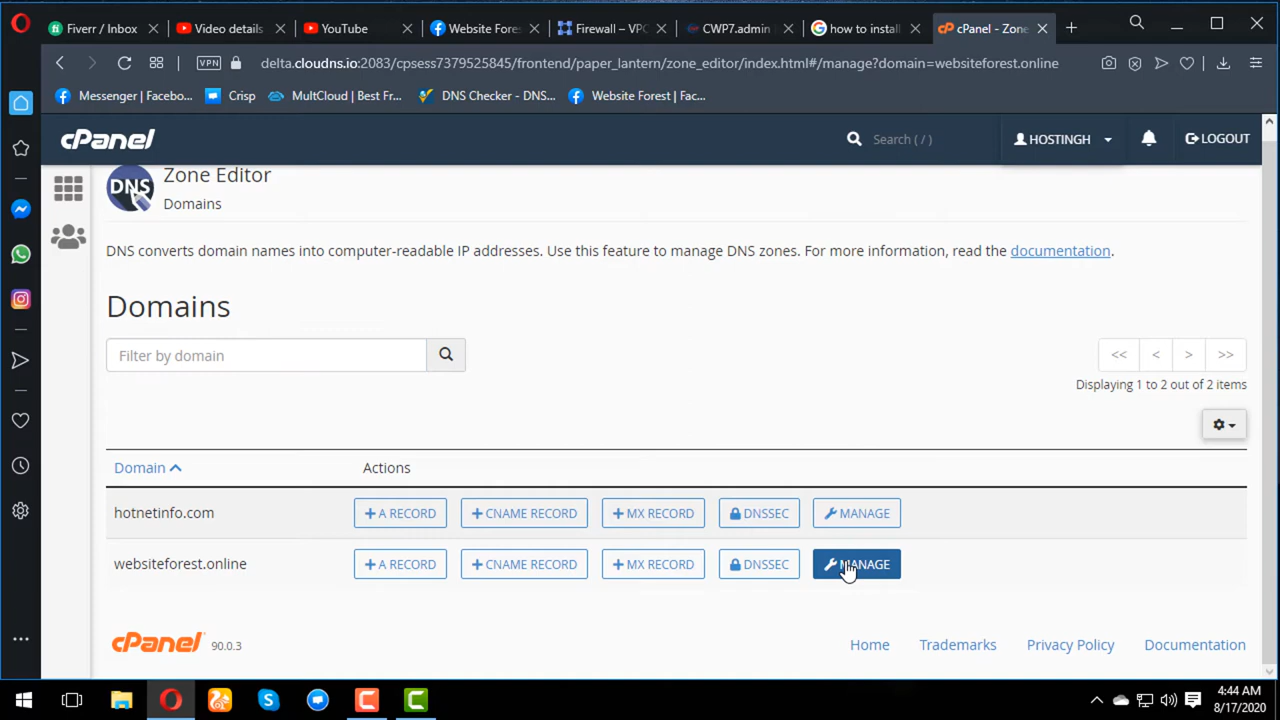 Fiverr / Inbox
Video details
YouTube
Website Fores
Firewall – VPC
CWP7.admin
how to install
cPanel - Zone
VPN
delta.cloudns.io:2083/cpsess7379525845/frontend/paper_lantern/zone_editor/index.html#/manage?domain=websiteforest.online
Messenger | Facebo...
Crisp
MultCloud | Best Fr...
DNS Checker - DNS...
Website Forest | Fac...
cPanel
Search ( / )
HOSTINGH
LOGOUT
DNS
Zone Editor
Domains
DNS converts domain names into computer-readable IP addresses. Use this feature to manage DNS zones. For more information, read the documentation.
Domains
Filter by domain
<< < > >>
Displaying 1 to 2 out of 2 items
Domain Actions
hotnetinfo.com + A RECORD + CNAME RECORD + MX RECORD DNSSEC MANAGE
websiteforest.online + A RECORD + CNAME RECORD + MX RECORD DNSSEC MANAGE
cPanel 90.0.3 Home Trademarks Privacy Policy Documentation
4:44 AM
8/17/2020